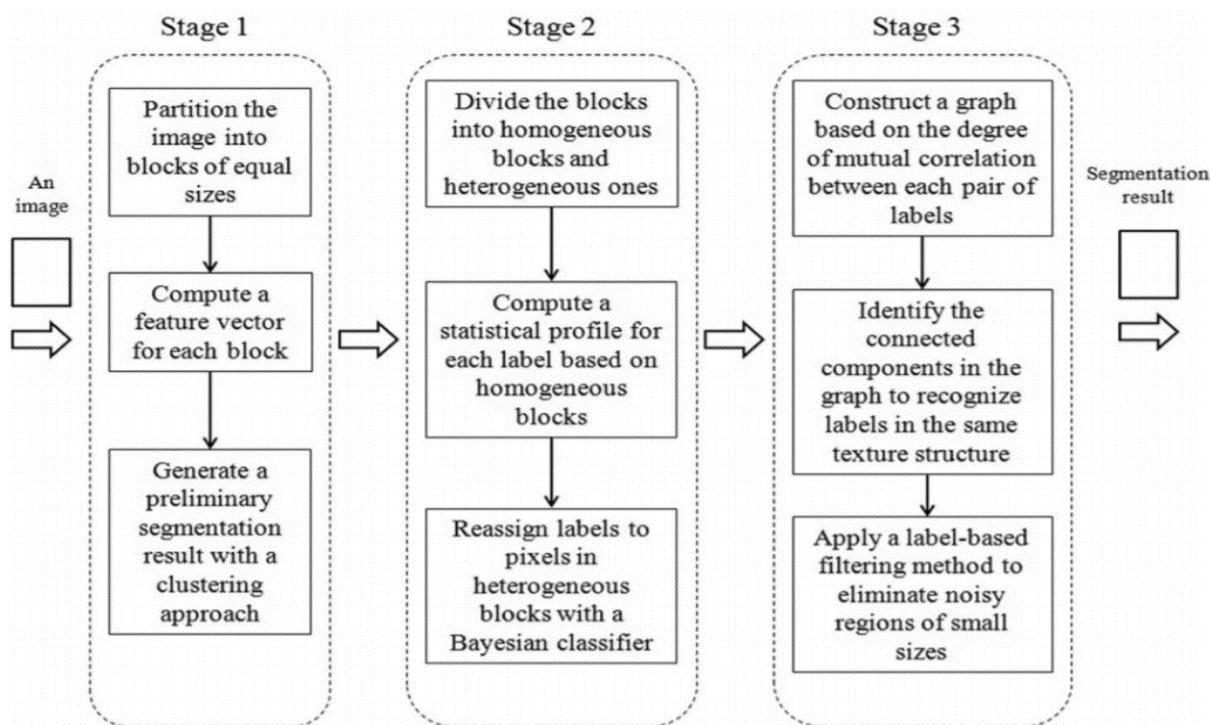 Stage 1
Stage 2
Stage 3
An
image
Partition the
image into
blocks of equal
sizes
Compute a
feature vector
for each block
Generate a
preliminary
segmentation
result with a
clustering
approach
Divide the blocks
into homogeneous
blocks and
heterogeneous ones
Compute a
statistical profile for
each label based on
homogeneous
blocks
Reassign labels to
pixels in
heterogeneous
blocks with a
Bayesian classifier
Construct a graph
based on the degree
of mutual correlation
between each pair of
labels
Identify the
connected
components in the
graph to recognize
labels in the same
texture structure
Apply a label-based
filtering method to
eliminate noisy
regions of small
sizes
Segmentation
result